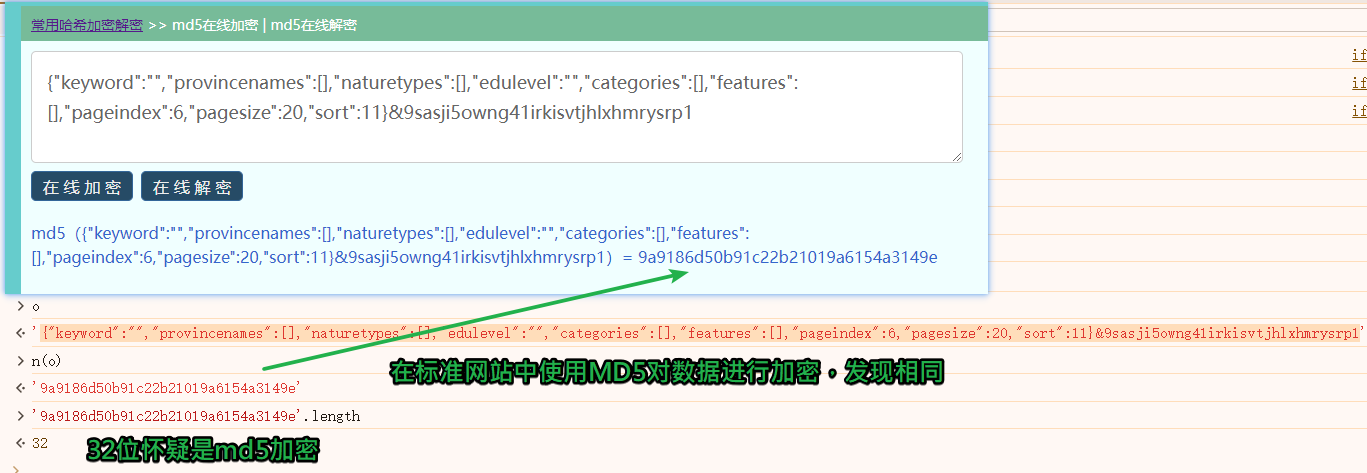 常用哈希加密解密 >> md5在线加密 | md5在线解密
{"keyword":"","provincenames":[],"naturetypes":[],"edulevel":"","categories":[],"features":
[],"pageindex":6,"pagesize":20,"sort":11}&9sasji5owng41irkisvtjhlxhmrysrp1
在线加密 在线解密
md5（{"keyword":"","provincenames":[],"naturetypes":[],"edulevel":"","categories":[],"features":
[],"pageindex":6,"pagesize":20,"sort":11}&9sasji5owng41irkisvtjhlxhmrysrp1）= 9a9186d50b91c22b21019a6154a3149e
if
if
if
> o
'{"keyword":"","provincenames":[],"naturetypes":[],"edulevel":"","categories":[],"features":[],"pageindex":6,"pagesize":20,"sort":11}&9sasji5owng41irkisvtjhlxhmrysrp1'
> n(o)
'9a9186d50b91c22b21019a6154a3149e'
在标准网站中使用MD5对数据进行加密，发现相同
> '9a9186d50b91c22b21019a6154a3149e'.length
32
32位怀疑是md5加密
>